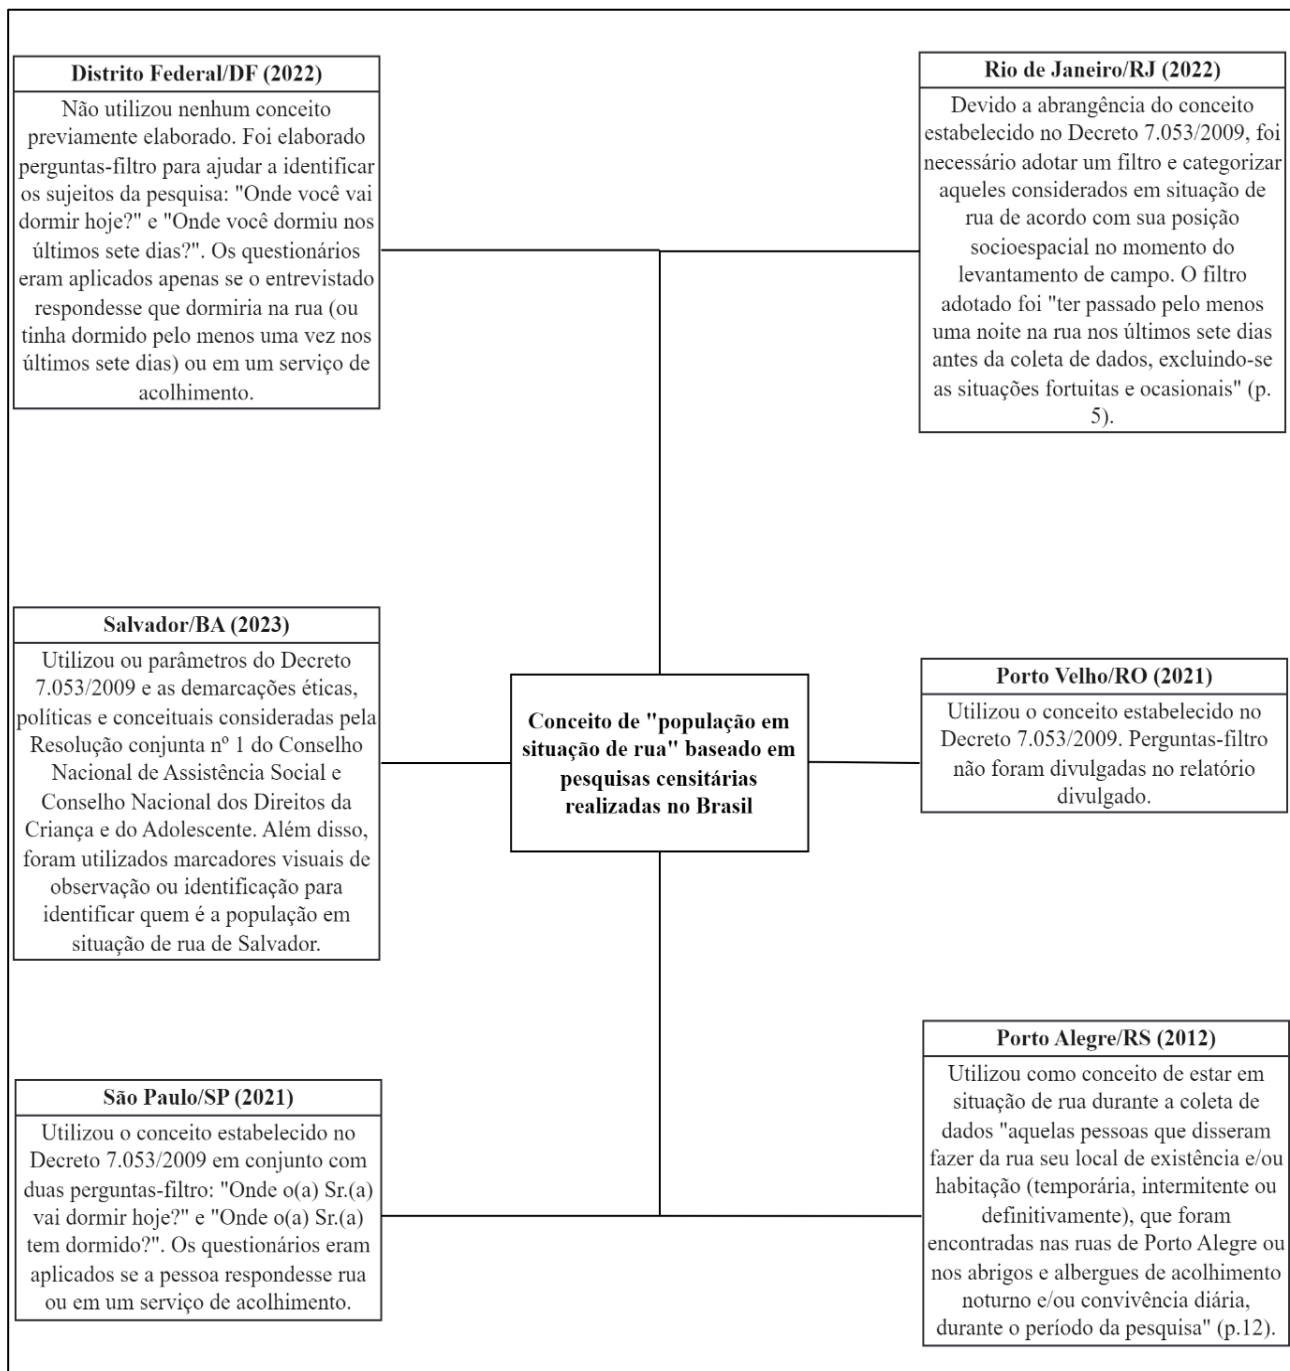 Distrito Federal/DF (2022)
Não utilizou nenhum conceito
previamente elaborado. Foi elaborado
perguntas-filtro para ajudar a identificar
os sujeitos da pesquisa: "Onde você vai
dormir hoje?" e "Onde você dormiu nos
últimos sete dias?". Os questionários
eram aplicados apenas se o entrevistado
respondesse que dormiria na rua (ou
tinha dormido pelo menos uma vez nos
últimos sete dias) ou em um serviço de
acolhimento.
Rio de Janeiro/RJ (2022)
Devido a abrangência do conceito
estabelecido no Decreto 7.053/2009, foi
necessário adotar um filtro e categorizar
aqueles considerados em situação de
rua de acordo com sua posição
socioespacial no momento do
levantamento de campo. O filtro
adotado foi "ter passado pelo menos
uma noite na rua nos últimos sete dias
antes da coleta de dados, excluindo-se
as situações fortuitas e ocasionais" (p.
5).
Salvador/BA (2023)
Utilizou ou parâmetros do Decreto
7.053/2009 e as demarcações éticas,
políticas e conceituais consideradas pela
Resolução conjunta nº 1 do Conselho
Nacional de Assistência Social e
Conselho Nacional dos Direitos da
Criança e do Adolescente. Além disso,
foram utilizados marcadores visuais de
observação ou identificação para
identificar quem é a população em
situação de rua de Salvador.
Conceito de "população em
situação de rua" baseado em
pesquisas censitárias
realizadas no Brasil
Porto Velho/RO (2021)
Utilizou o conceito estabelecido no
Decreto 7.053/2009. Perguntas-filtro
não foram divulgadas no relatório
divulgado.
São Paulo/SP (2021)
Utilizou o conceito estabelecido no
Decreto 7.053/2009 em conjunto com
duas perguntas-filtro: "Onde o(a) Sr.(a)
vai dormir hoje?" e "Onde o(a) Sr.(a)
tem dormido?". Os questionários eram
aplicados se a pessoa respondesse rua
ou em um serviço de acolhimento.
Porto Alegre/RS (2012)
Utilizou como conceito de estar em
situação de rua durante a coleta de
dados "aquelas pessoas que disseram
fazer da rua seu local de existência e/ou
habitação (temporária, intermitente ou
definitivamente), que foram
encontradas nas ruas de Porto Alegre ou
nos abrigos e albergues de acolhimento
noturno e/ou convivência diária,
durante o período da pesquisa" (p.12).